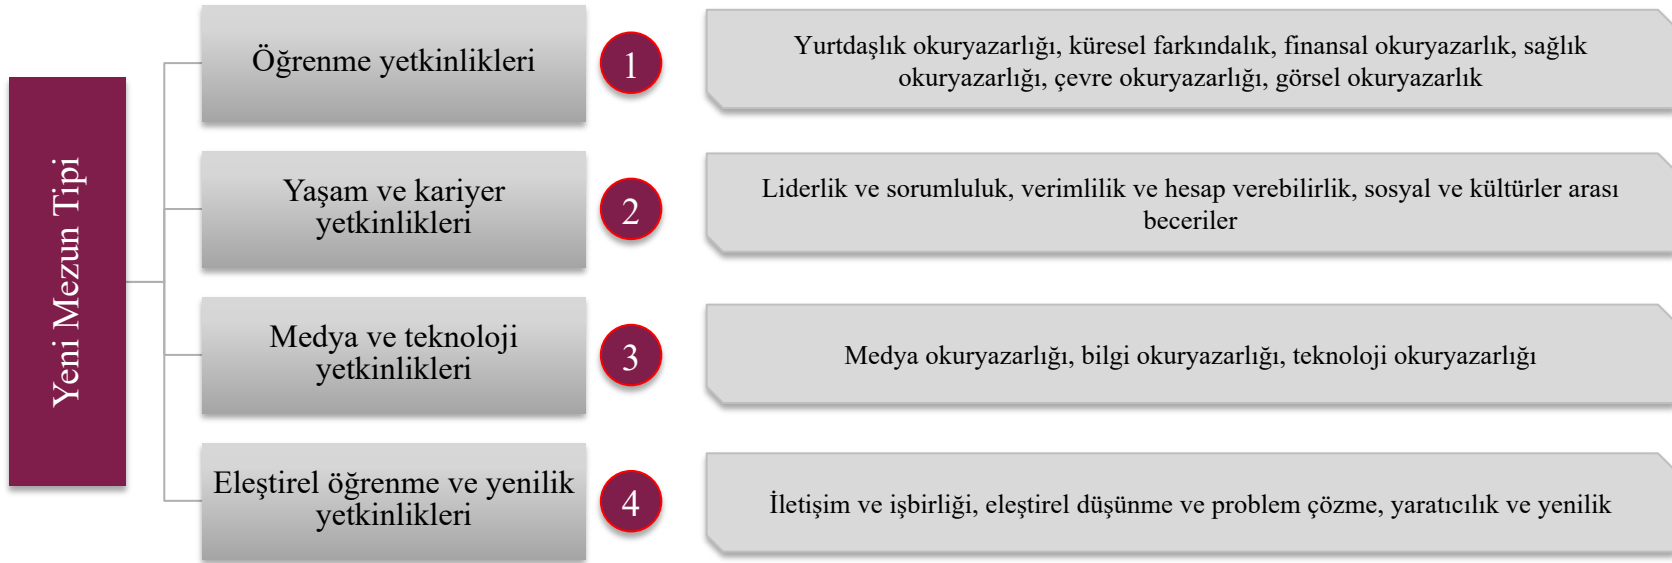 Yeni Mezun Tipi
Öğrenme yetkinlikleri
1
Yurtdaşlık okuryazarlığı, küresel farkındalık, finansal okuryazarlık, sağlık
okuryazarlığı, çevre okuryazarlığı, görsel okuryazarlık
Yaşam ve kariyer
yetkinlikleri
2
Liderlik ve sorumluluk, verimlilik ve hesap verebilirlik, sosyal ve kültürler arası
beceriler
Medya ve teknoloji
yetkinlikleri
3
Medya okuryazarlığı, bilgi okuryazarlığı, teknoloji okuryazarlığı
Eleştirel öğrenme ve yenilik
yetkinlikleri
4
İletişim ve işbirliği, eleştirel düşünme ve problem çözme, yaratıcılık ve yenilik